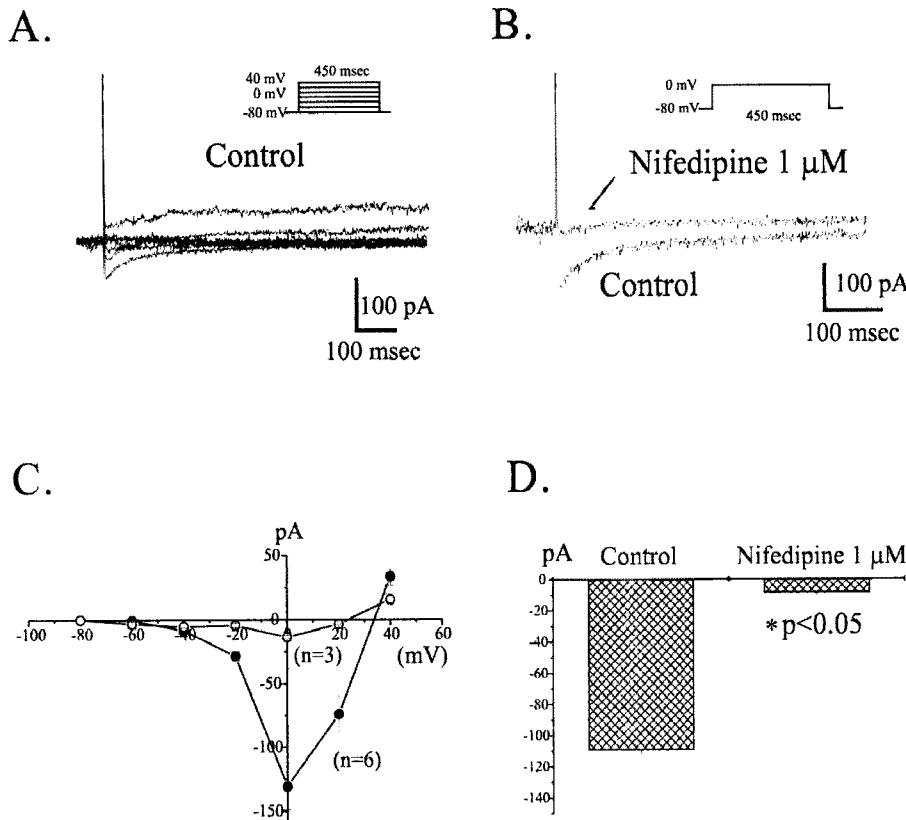 A.
40 mV
0 mV
-80 mV
450 msec
Control
100 pA
100 msec
B.
0 mV
-80 mV
450 msec
Nifedipine 1 µM
Control
100 pA
100 msec
C.
pA
50
0
-50
-100
-150
-100 -80 -60 -40 -20 0 20 40 60
(mV)
(n=3)
(n=6)
D.
pA
Control
Nifedipine 1 µM
0
-20
-40
-60
-80
-100
-120
-140
*p<0.05